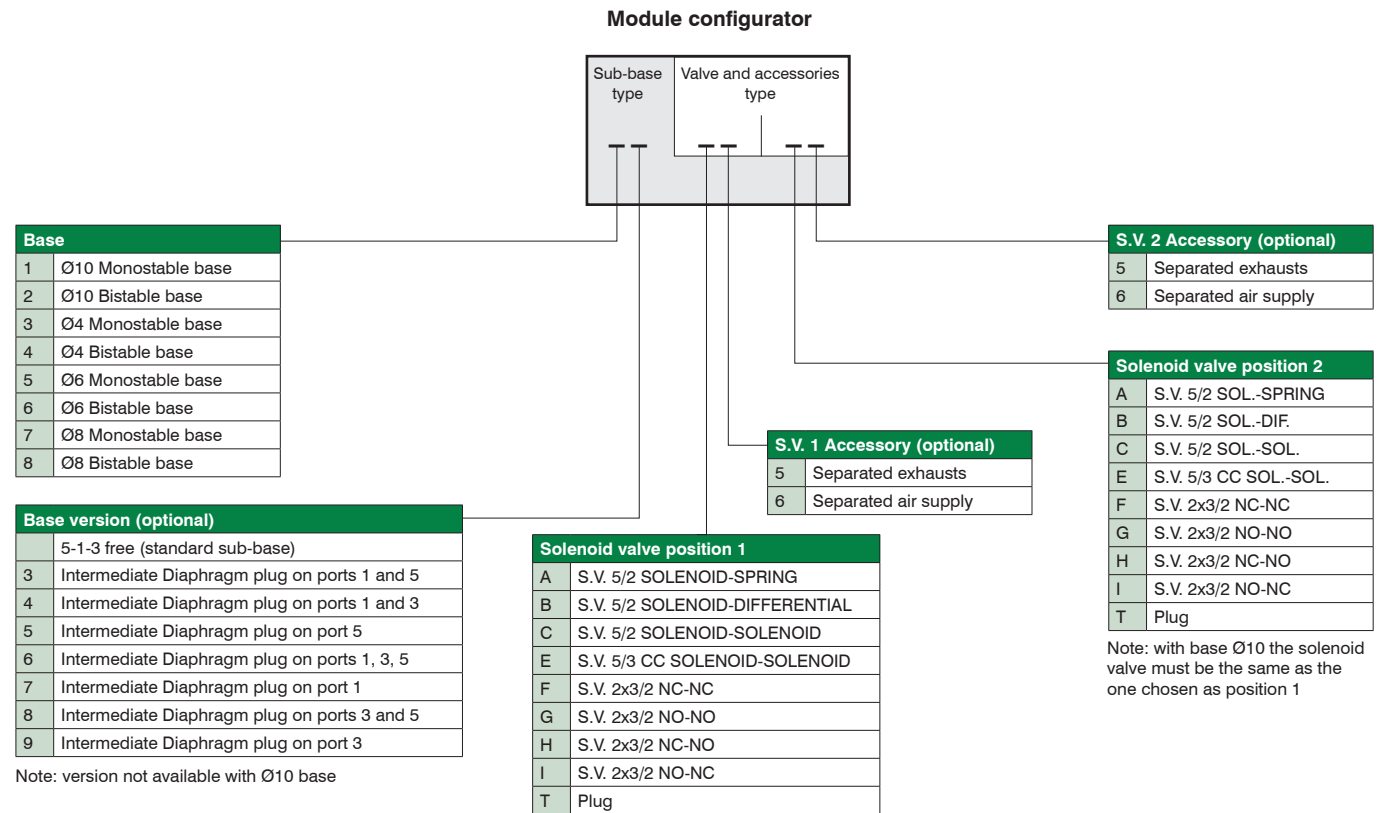 Module configurator
Sub-base
type
Valve and accessories
type
Base
1 Ø10 Monostable base
2 Ø10 Bistable base
3 Ø4 Monostable base
4 Ø4 Bistable base
5 Ø6 Monostable base
6 Ø6 Bistable base
7 Ø8 Monostable base
8 Ø8 Bistable base
Base version (optional)
5-1-3 free (standard sub-base)
3 Intermediate Diaphragm plug on ports 1 and 5
4 Intermediate Diaphragm plug on ports 1 and 3
5 Intermediate Diaphragm plug on port 5
6 Intermediate Diaphragm plug on ports 1, 3, 5
7 Intermediate Diaphragm plug on port 1
8 Intermediate Diaphragm plug on ports 3 and 5
9 Intermediate Diaphragm plug on port 3
Note: version not available with Ø10 base
Solenoid valve position 1
A S.V. 5/2 SOLENOID-SPRING
B S.V. 5/2 SOLENOID-DIFFERENTIAL
C S.V. 5/2 SOLENOID-SOLENOID
E S.V. 5/3 CC SOLENOID-SOLENOID
F S.V. 2x3/2 NC-NC
G S.V. 2x3/2 NO-NO
H S.V. 2x3/2 NC-NO
I S.V. 2x3/2 NO-NC
T Plug
S.V. 1 Accessory (optional)
5 Separated exhausts
6 Separated air supply
S.V. 2 Accessory (optional)
5 Separated exhausts
6 Separated air supply
Solenoid valve position 2
A S.V. 5/2 SOL.-SPRING
B S.V. 5/2 SOL.-DIF.
C S.V. 5/2 SOL.-SOL.
E S.V. 5/3 CC SOL.-SOL.
F S.V. 2x3/2 NC-NC
G S.V. 2x3/2 NO-NO
H S.V. 2x3/2 NC-NO
I S.V. 2x3/2 NO-NC
T Plug
Note: with base Ø10 the solenoid
valve must be the same as the
one chosen as position 1